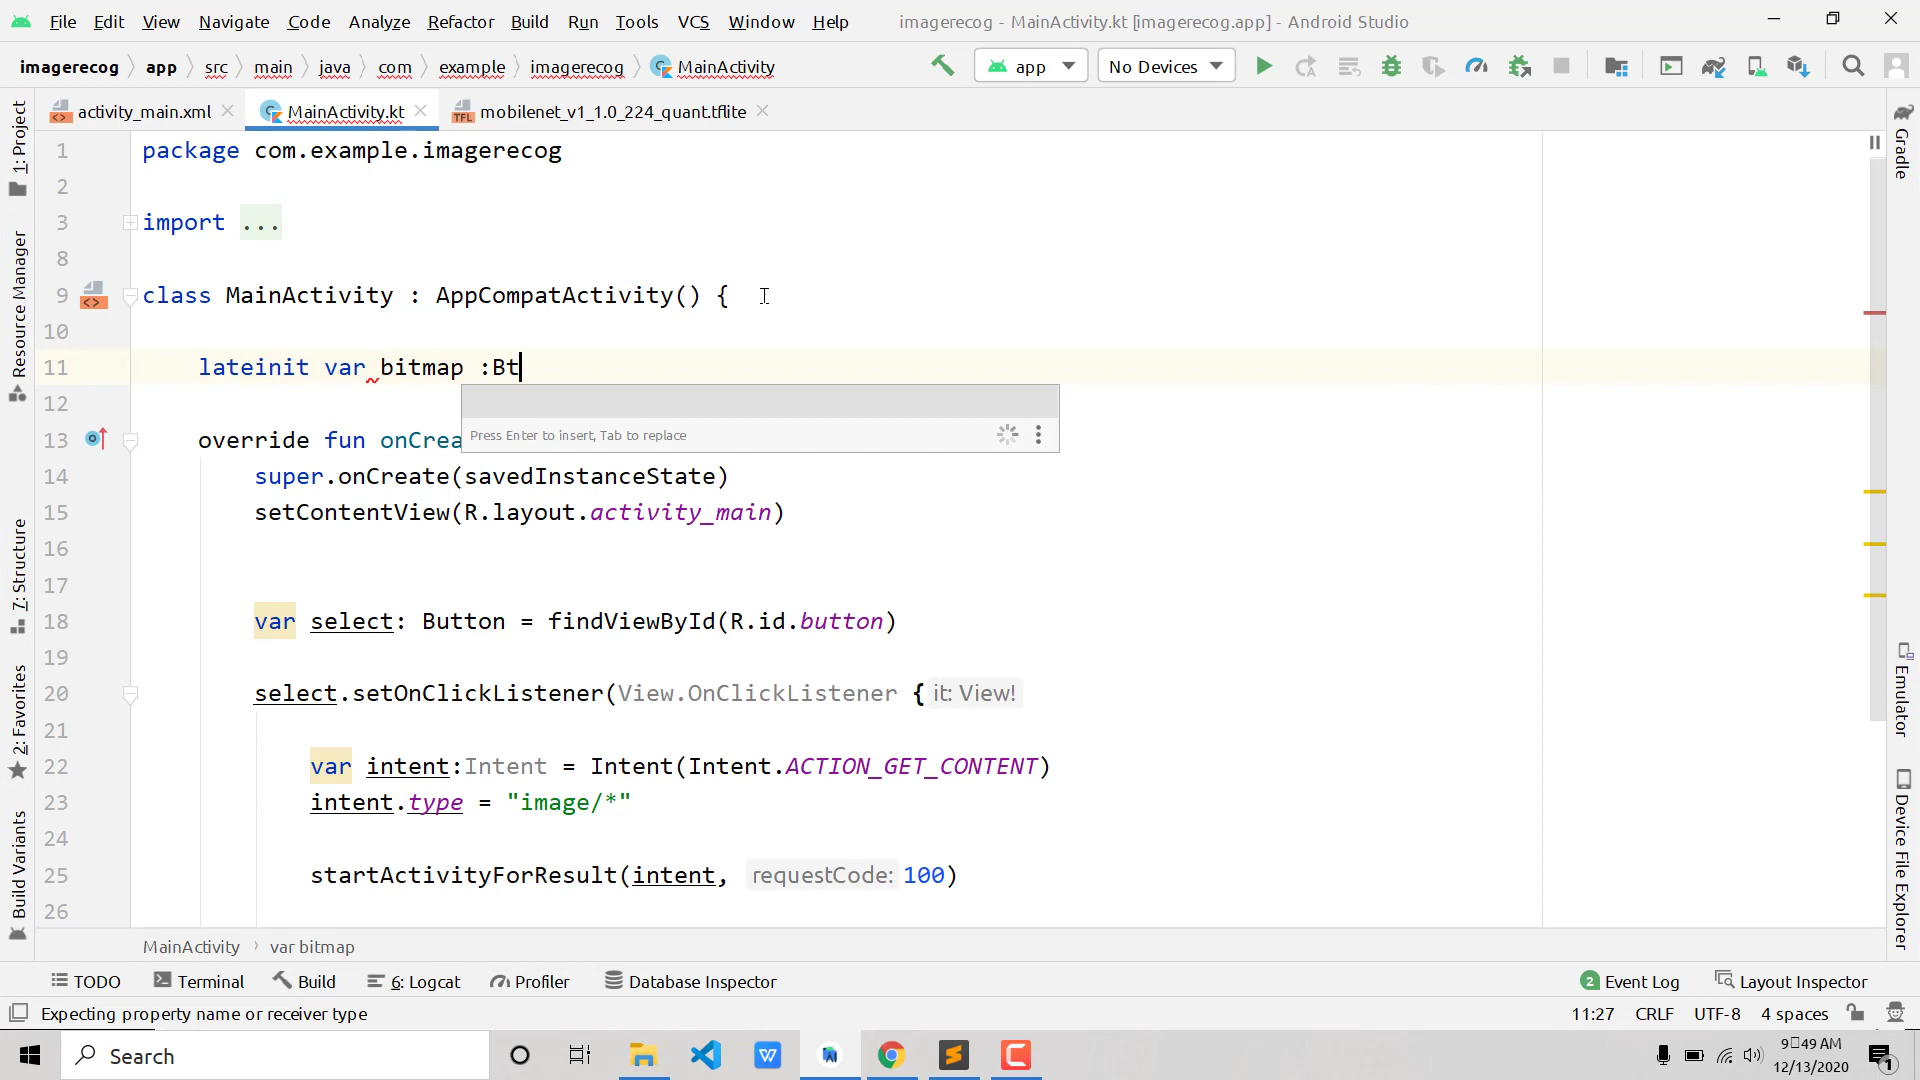 File Edit View Navigate Code Analyze Refactor Build Run Tools VCS Window Help imagerecog - MainActivity.kt [imagerecog.app] - Android Studio
imagerecog app src main java com example imagerecog MainActivity app No Devices
activity_main.xml MainActivity.kt TFL mobilenet_v1_1.0_224_quant.tflite
1 package com.example.imagerecog
2
3 import ...
8
9 class MainActivity : AppCompatActivity() {
10
11 lateinit var bitmap :Bt
12
Press Enter to insert, Tab to replace
13 override fun onCrea
14 super.onCreate(savedInstanceState)
15 setContentView(R.layout.activity_main)
16
17
18 var select: Button = findViewById(R.id.button)
19
20 select.setOnClickListener(View.OnClickListener { it: View!
21
22 var intent:Intent = Intent(Intent.ACTION_GET_CONTENT)
23 intent.type = "image/*"
24
25 startActivityForResult(intent, requestCode: 100)
26
1: Project
Resource Manager
7: Structure
2: Favorites
Build Variants
Gradle
Emulator
Device File Explorer
MainActivity var bitmap
TODO Terminal Build 6: Logcat Profiler Database Inspector 2 Event Log Layout Inspector
Expecting property name or receiver type 11:27 CRLF UTF-8 4 spaces
Search
9:49 AM
12/13/2020
1